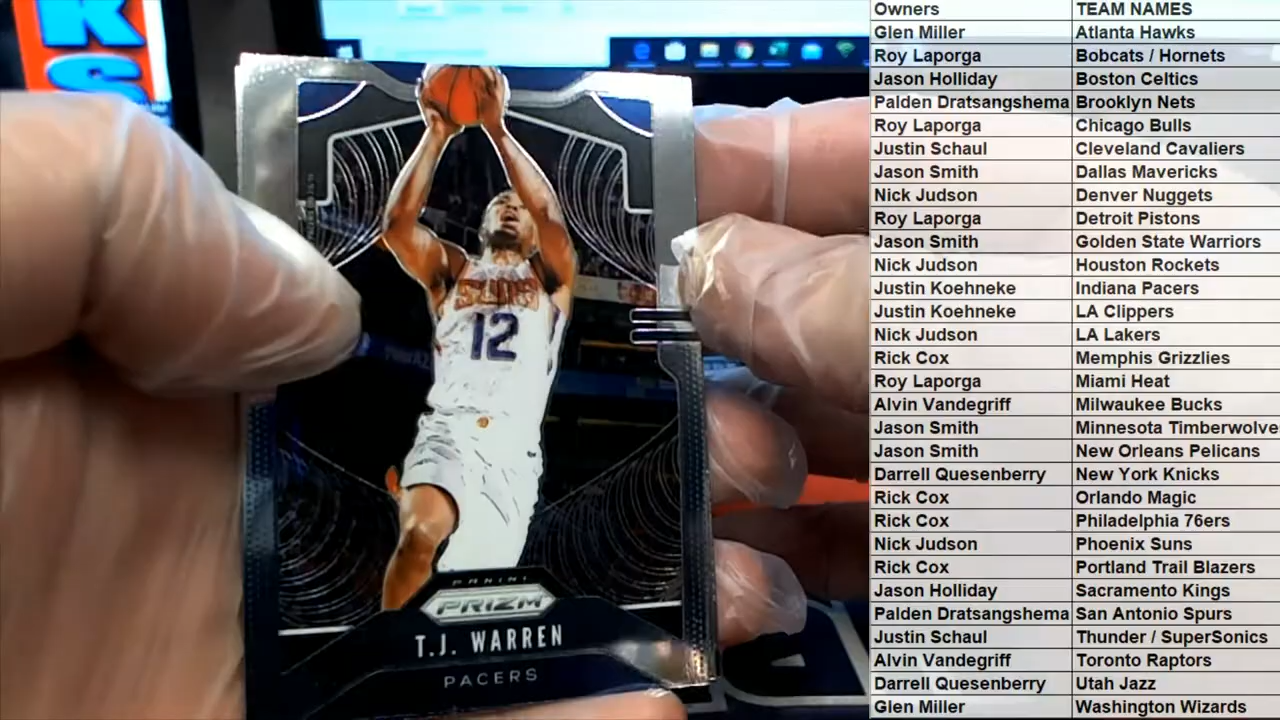 KS
SUNS
12
PANINI
PRIZM
T.J. WARREN
PACERS
Owners TEAM NAMES
Glen Miller Atlanta Hawks
Roy Laporga Bobcats / Hornets
Jason Holliday Boston Celtics
Palden Dratsangshema Brooklyn Nets
Roy Laporga Chicago Bulls
Justin Schaul Cleveland Cavaliers
Jason Smith Dallas Mavericks
Nick Judson Denver Nuggets
Roy Laporga Detroit Pistons
Jason Smith Golden State Warriors
Nick Judson Houston Rockets
Justin Koehneke Indiana Pacers
Justin Koehneke LA Clippers
Nick Judson LA Lakers
Rick Cox Memphis Grizzlies
Roy Laporga Miami Heat
Alvin Vandegriff Milwaukee Bucks
Jason Smith Minnesota Timberwolve
Jason Smith New Orleans Pelicans
Darrell Quesenberry New York Knicks
Rick Cox Orlando Magic
Rick Cox Philadelphia 76ers
Nick Judson Phoenix Suns
Rick Cox Portland Trail Blazers
Jason Holliday Sacramento Kings
Palden Dratsangshema San Antonio Spurs
Justin Schaul Thunder / SuperSonics
Alvin Vandegriff Toronto Raptors
Darrell Quesenberry Utah Jazz
Glen Miller Washington Wizards